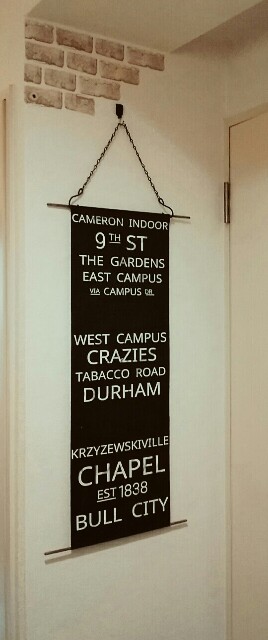 CAMERON INDOOR
9TH ST
THE GARDENS
EAST CAMPUS
VIA CAMPUS DR.
WEST CAMPUS
CRAZIES
TABACCO ROAD
DURHAM
KRZYZEWSKIVILLE
CHAPEL
EST 1838
BULL CITY